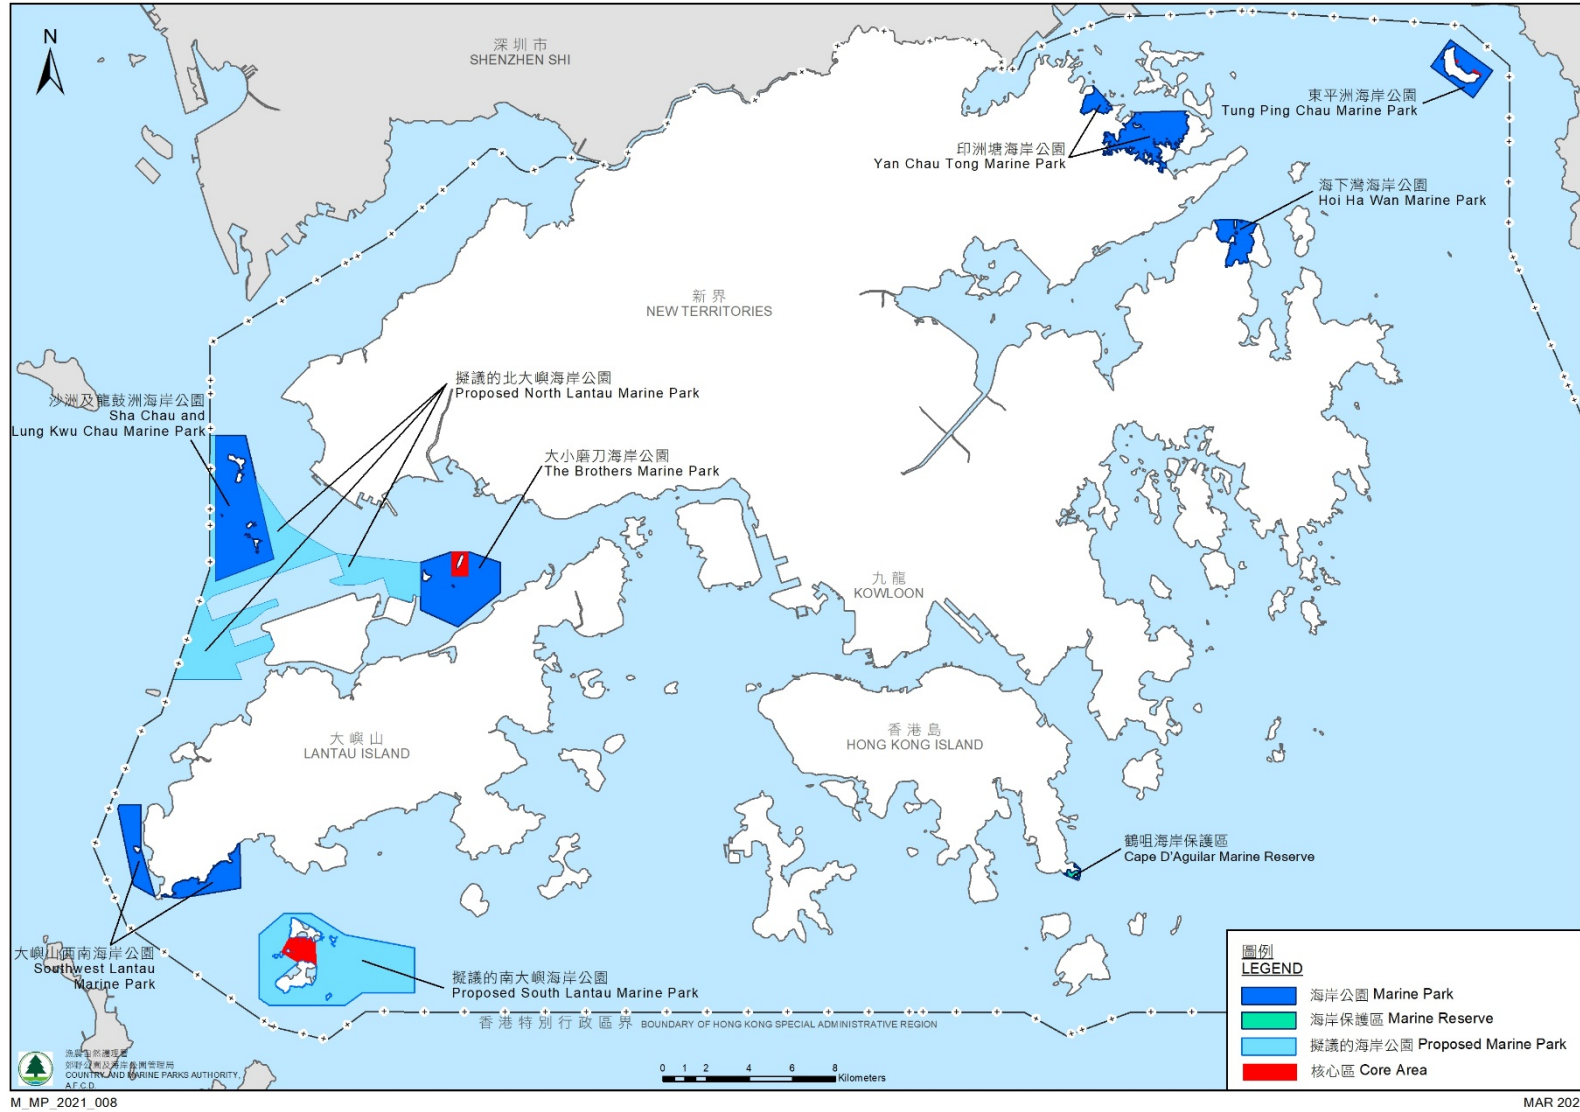 N
深圳市
SHENZHEN SHI
東平洲海岸公園
Tung Ping Chau Marine Park
印洲塘海岸公園
Yan Chau Tong Marine Park
海下灣海岸公園
Hoi Ha Wan Marine Park
新界
NEW TERRITORIES
擬議的北大嶼海岸公園
Proposed North Lantau Marine Park
沙洲及龍鼓洲海岸公園
Sha Chau and
Lung Kwu Chau Marine Park
大小磨刀海岸公園
The Brothers Marine Park
九龍
KOWLOON
大嶼山
LANTAU ISLAND
香港島
HONG KONG ISLAND
鶴咀海岸保護區
Cape D'Aguilar Marine Reserve
大嶼山西南海岸公園
Southwest Lantau
Marine Park
擬議的南大嶼海岸公園
Proposed South Lantau Marine Park
香港特別行政區界 BOUNDARY OF HONG KONG SPECIAL ADMINISTRATIVE REGION
圖例
LEGEND
海岸公園 Marine Park
海岸保護區 Marine Reserve
擬議的海岸公園 Proposed Marine Park
核心區 Core Area
漁農自然護理署
郊野公園及海岸公園管理局
COUNTRY AND MARINE PARKS AUTHORITY,
A.F.C.D.
0 1 2 4 6 8
Kilometers
M_MP_2021_008
MAR 202